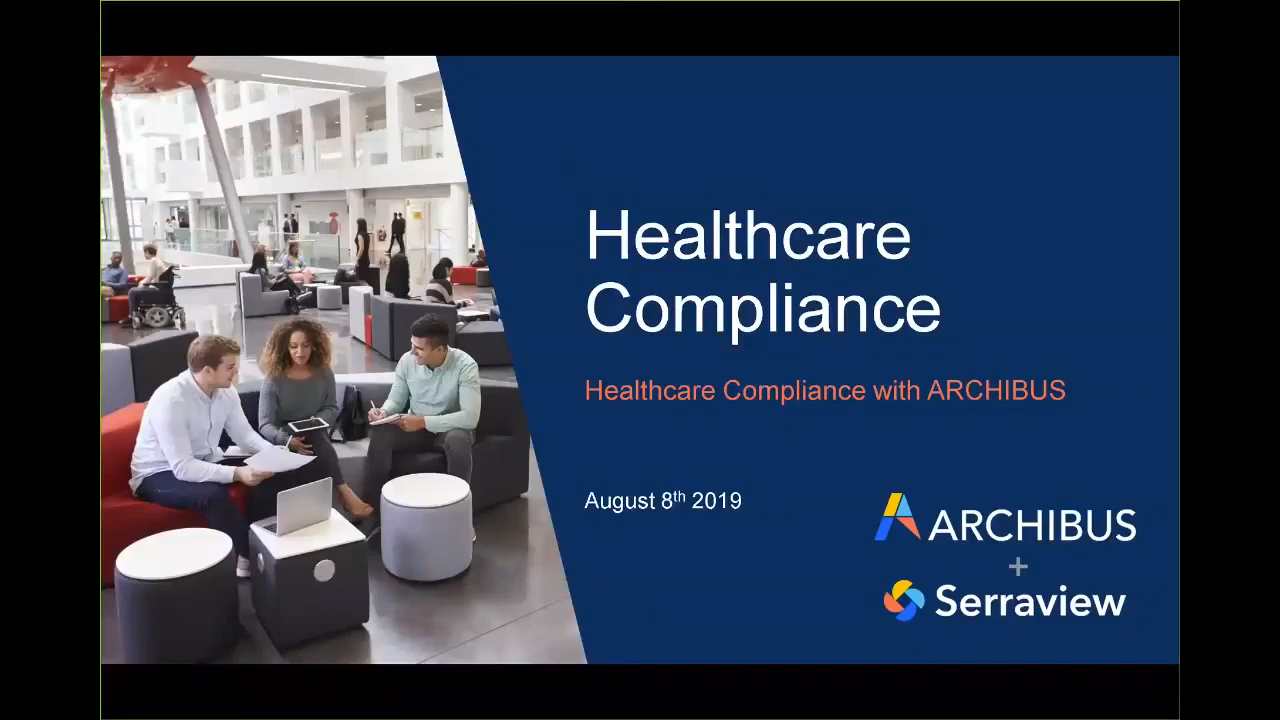 Healthcare
Compliance
Healthcare Compliance with ARCHIBUS
August 8th 2019
ARCHIBUS
+
Serraview